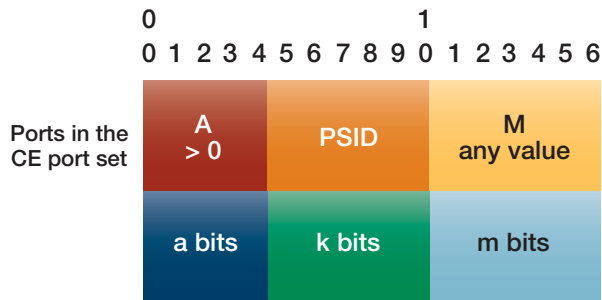 0 1
0 1 2 3 4 5 6 7 8 9 0 1 2 3 4 5 6
Ports in the
CE port set
A
> 0
PSID
M
any value
a bits
k bits
m bits